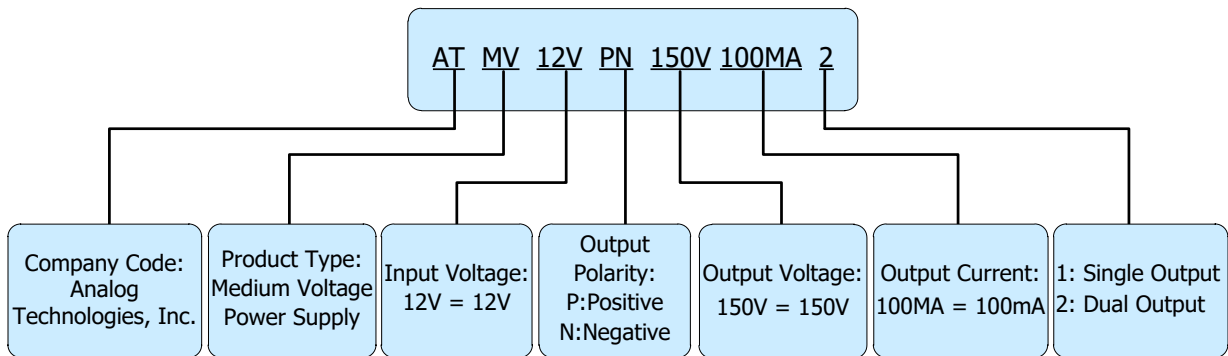 AT MV 12V PN 150V 100MA 2
Company Code:
Analog
Technologies, Inc.
Product Type:
Medium Voltage
Power Supply
Input Voltage:
12V = 12V
Output
Polarity:
P:Positive
N:Negative
Output Voltage:
150V = 150V
Output Current:
100MA = 100mA
1: Single Output
2: Dual Output